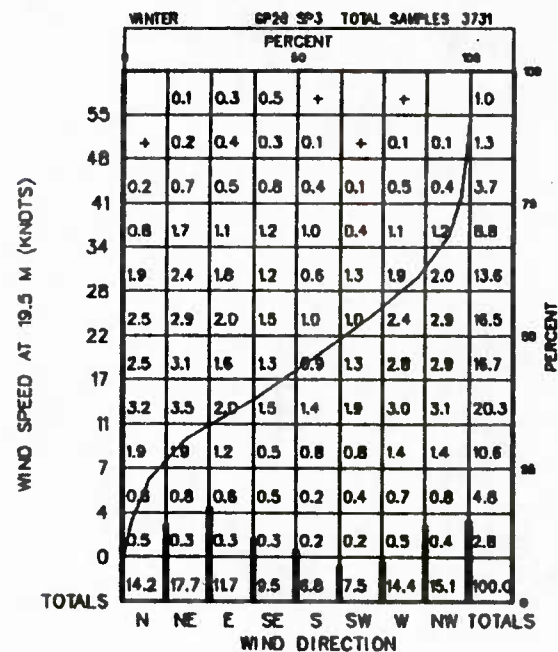 WINTER GP28 SP3 TOTAL SAMPLES 3731
PERCENT
0 50 100
100
0.1 0.3 0.5 + + 1.0
55
+ 0.2 0.4 0.3 0.1 + 0.1 0.1 1.3
48
0.2 0.7 0.5 0.8 0.4 0.1 0.5 0.4 3.7
41
75
0.8 1.7 1.1 1.2 1.0 0.4 1.1 1.2 8.8
34
1.9 2.4 1.8 1.2 0.6 1.3 1.9 2.0 13.6
28
2.5 2.9 2.0 1.5 1.0 1.0 2.4 2.9 16.5
22
50
2.5 3.1 1.6 1.3 0.9 1.3 2.8 2.9 16.7
17
3.2 3.5 2.0 1.5 1.4 1.9 3.0 3.1 20.3
11
1.9 1.9 1.2 0.5 0.8 0.8 1.4 1.4 10.6
7
25
0.6 0.8 0.6 0.5 0.2 0.4 0.7 0.8 4.8
4
0.5 0.3 0.3 0.3 0.2 0.2 0.5 0.4 2.8
0
14.2 17.7 11.7 9.5 6.8 7.5 14.4 15.1 100.0
TOTALS
0
N NE E SE S SW W NW TOTALS
WIND DIRECTION
WIND SPEED AT 19.5 M (KNOTS)
PERCENT